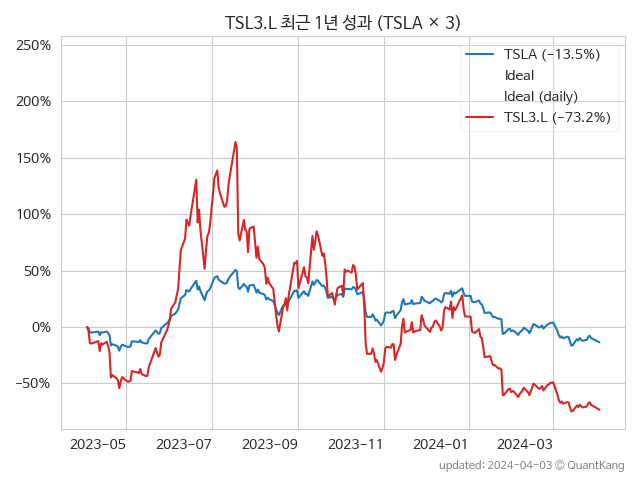 TSL3.L 최근 1년 성과 (TSLA × 3)
250%
200%
150%
100%
50%
0%
−50%
TSLA (−13.5%)
Ideal
Ideal (daily)
TSL3.L (−73.2%)
2023-05
2023-07
2023-09
2023-11
2024-01
2024-03
updated: 2024-04-03 © QuantKang